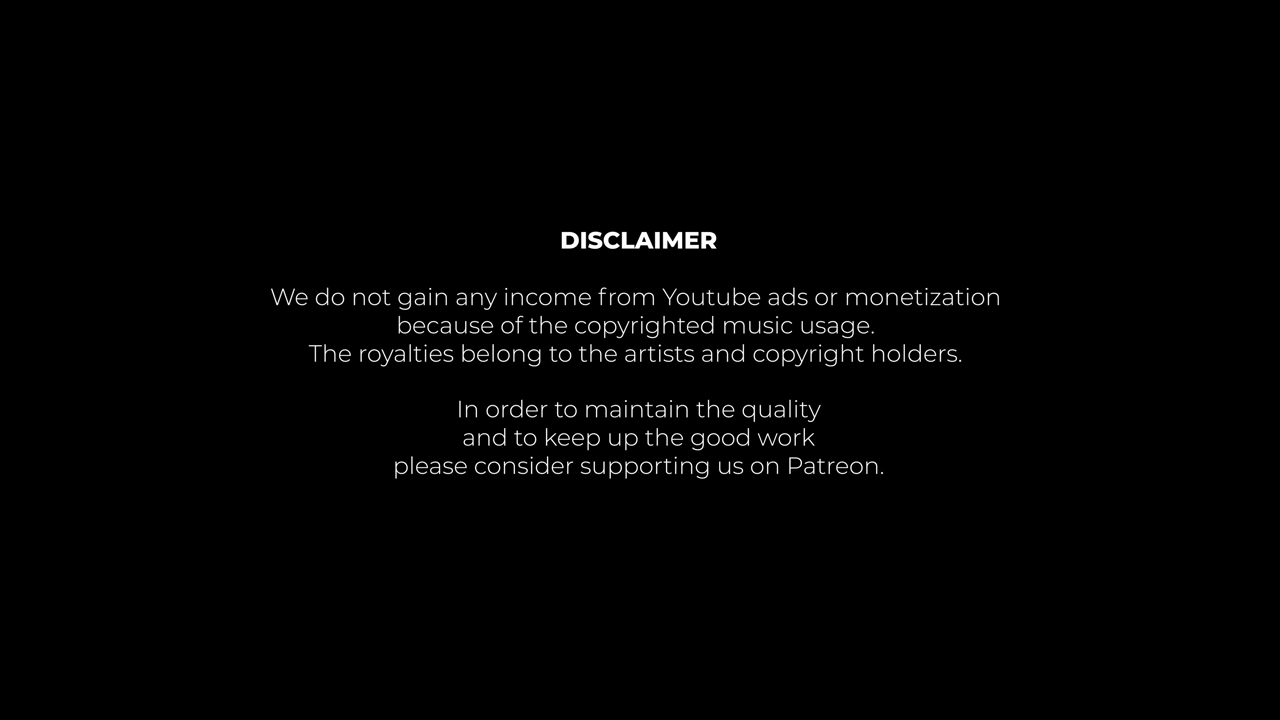 DISCLAIMER
We do not gain any income from Youtube ads or monetization
because of the copyrighted music usage.
The royalties belong to the artists and copyright holders.
In order to maintain the quality
and to keep up the good work
please consider supporting us on Patreon.